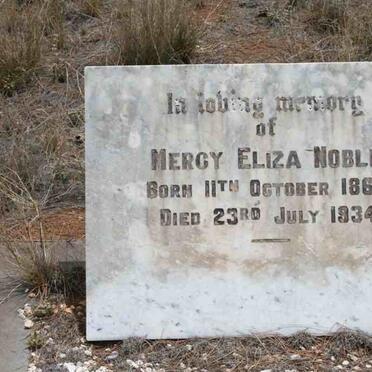 In loving memory
of
MERCY ELIZA NOBL
BORN 11TH OCTOBER 186
DIED 23RD JULY 1934